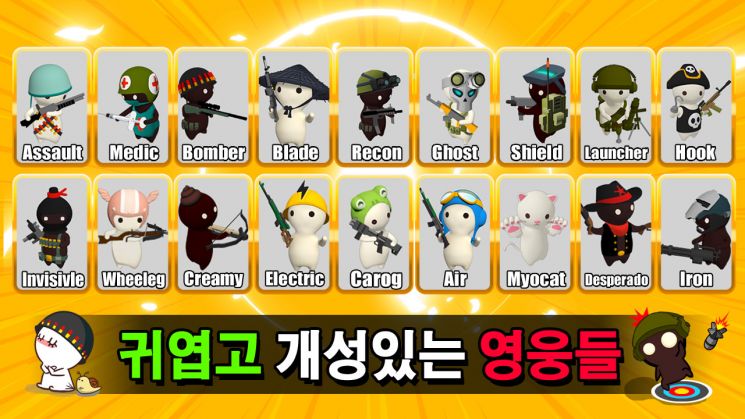 Assault Medic Bomber Blade Recon Ghost Shield Launcher Hook
Invisivle Wheeleg Creamy Electric Carog Air Myocat Desperado Iron
귀엽고 개성있는 영웅들